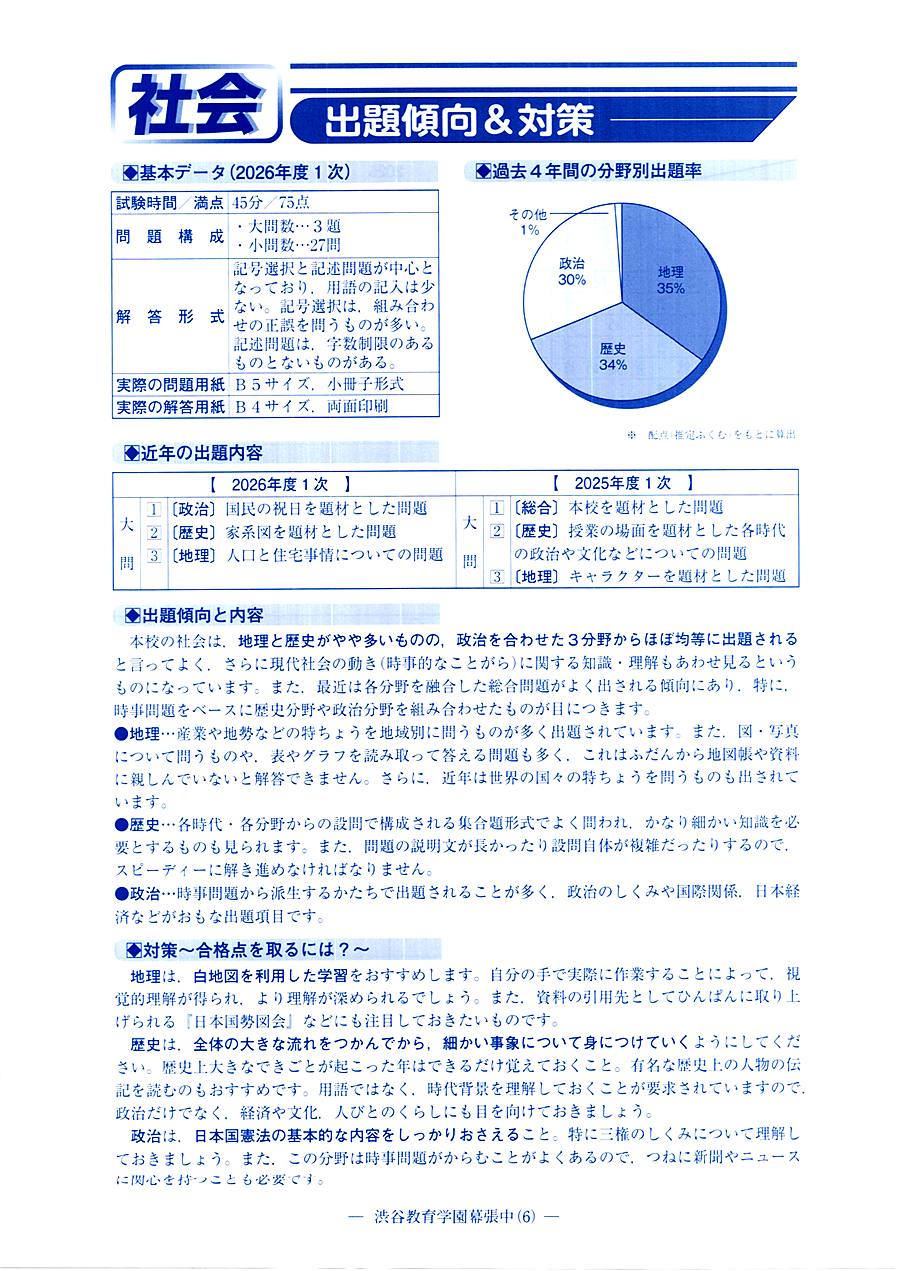 社会
出題傾向&対策
◆基本データ(2026年度1次)
試験時間/満点 45分/75点
問題構成 ・大問数…3題
・小問数…27問
解答形式 記号選択と記述問題が中心と
なっており，用語の記入は少
ない。記号選択は，組み合わ
せの正誤を問うものが多い。
記述問題は，字数制限のある
ものとないものがある。
実際の問題用紙 B5サイズ，小冊子形式
実際の解答用紙 B4サイズ，両面印刷
◆過去4年間の分野別出題率
その他
1%
政治
30%
地理
35%
歴史
34%
※ 配点(推定ふくむ)をもとに算出
◆近年の出題内容
【 2026年度1次 】
大問
1 〔政治〕国民の祝日を題材とした問題
2 〔歴史〕家系図を題材とした問題
3 〔地理〕人口と住宅事情についての問題
【 2025年度1次 】
大問
1 〔総合〕本校を題材とした問題
2 〔歴史〕授業の場面を題材とした各時代
の政治や文化などについての問題
3 〔地理〕キャラクターを題材とした問題
◆出題傾向と内容
本校の社会は，地理と歴史がやや多いものの，政治を合わせた3分野からほぼ均等に出題される
と言ってよく，さらに現代社会の動き(時事的なことがら)に関する知識・理解もあわせ見るという
ものになっています。また，最近は各分野を融合した総合問題がよく出される傾向にあり，特に，
時事問題をベースに歴史分野や政治分野を組み合わせたものが目につきます。
●地理…産業や地勢などの特ちょうを地域別に問うものが多く出題されています。また，図・写真
について問うものや，表やグラフを読み取って答える問題も多く，これはふだんから地図帳や資料
に親しんでいないと解答できません。さらに，近年は世界の国々の特ちょうを問うものも出されて
います。
●歴史…各時代・各分野からの設問で構成される集合題形式でよく問われ，かなり細かい知識を必
要とするものも見られます。また，問題の説明文が長かったり設問自体が複雑だったりするので，
スピーディーに解き進めなければなりません。
●政治…時事問題から派生するかたちで出題されることが多く，政治のしくみや国際関係，日本経
済などがおもな出題項目です。
◆対策～合格点を取るには？～
地理は，白地図を利用した学習をおすすめします。自分の手で実際に作業することによって，視
覚的理解が得られ，より理解が深められるでしょう。また，資料の引用先としてひんぱんに取り上
げられる『日本国勢図会』などにも注目しておきたいものです。
歴史は，全体の大きな流れをつかんでから，細かい事象について身につけていくようにしてくだ
さい。歴史上大きなできごとが起こった年はできるだけ覚えておくこと。有名な歴史上の人物の伝
記を読むのもおすすめです。用語ではなく，時代背景を理解しておくことが要求されていますので，
政治だけでなく，経済や文化，人びとのくらしにも目を向けておきましょう。
政治は，日本国憲法の基本的な内容をしっかりおさえること。特に三権のしくみについて理解し
ておきましょう。また，この分野は時事問題がからむことがよくあるので，つねに新聞やニュース
に関心を持つことも必要です。
― 渋谷教育学園幕張中(6) ―